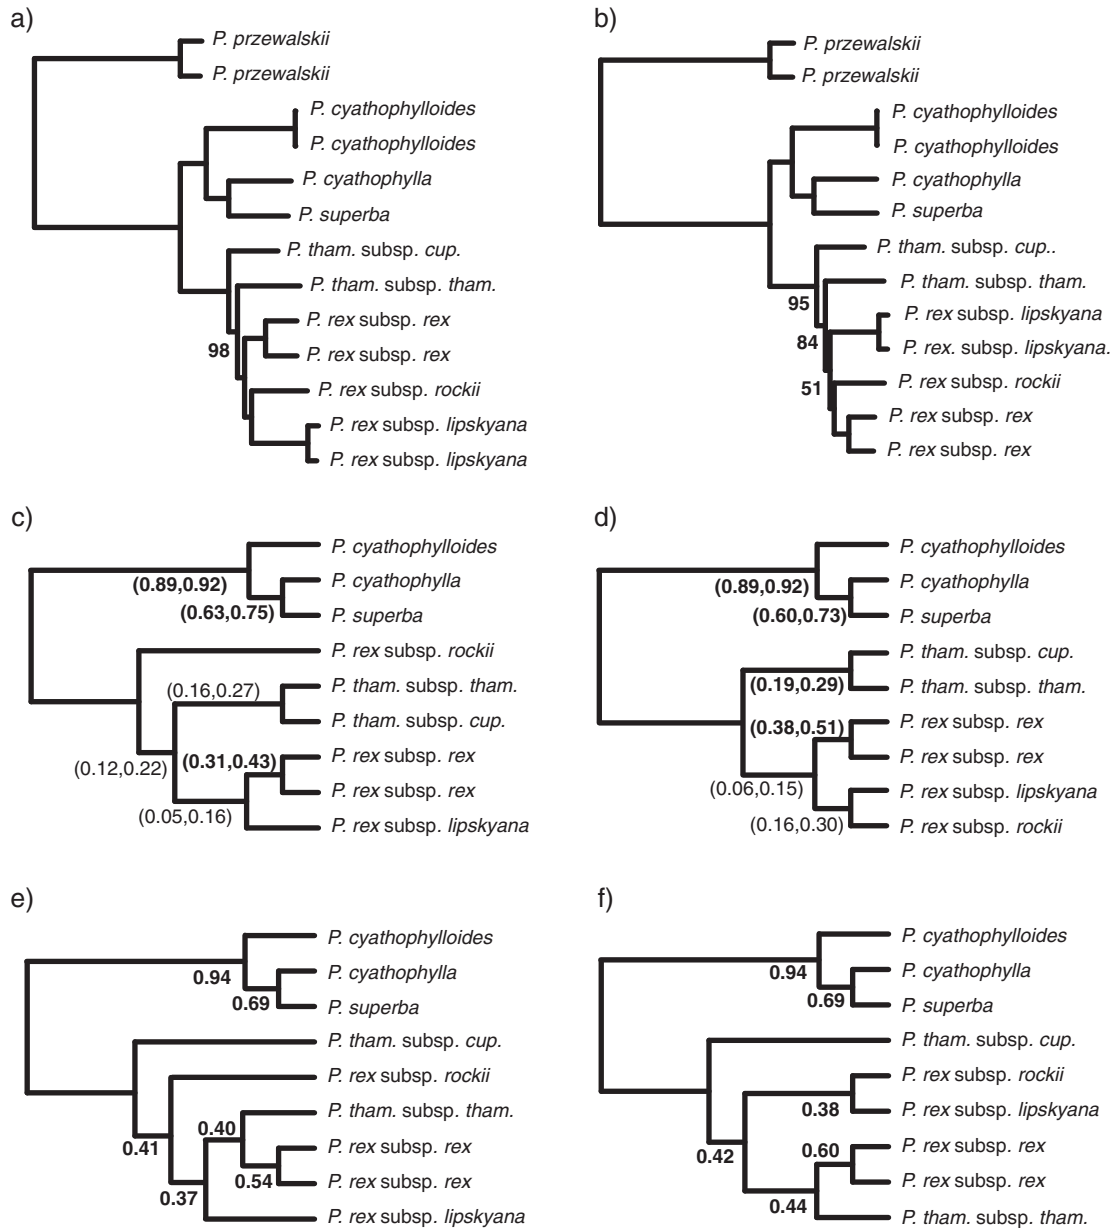 a)
P. przewalskii
P. przewalskii
P. cyathophylloides
P. cyathophylloides
P. cyathophylla
P. superba
P. tham. subsp. cup.
P. tham. subsp. tham.
P. rex subsp. rex
98
P. rex subsp. rex
P. rex subsp. rockii
P. rex subsp. lipskyana
P. rex subsp. lipskyana
b)
P. przewalskii
P. przewalskii
P. cyathophylloides
P. cyathophylloides
P. cyathophylla
P. superba
P. tham. subsp. cup..
P. tham. subsp. tham.
95
P. rex subsp. lipskyana
84
P. rex. subsp. lipskyana.
51
P. rex subsp. rockii
P. rex subsp. rex
P. rex subsp. rex
c)
P. cyathophylloides
(0.89,0.92)
P. cyathophylla
(0.63,0.75)
P. superba
P. rex subsp. rockii
(0.16,0.27)
P. tham. subsp. tham.
P. tham. subsp. cup.
(0.31,0.43)
P. rex subsp. rex
(0.12,0.22)
P. rex subsp. rex
(0.05,0.16)
P. rex subsp. lipskyana
d)
P. cyathophylloides
(0.89,0.92)
P. cyathophylla
(0.60,0.73)
P. superba
P. tham. subsp. cup.
(0.19,0.29)
P. tham. subsp. tham.
(0.38,0.51)
P. rex subsp. rex
P. rex subsp. rex
(0.06,0.15)
P. rex subsp. lipskyana
(0.16,0.30)
P. rex subsp. rockii
e)
P. cyathophylloides
0.94
P. cyathophylla
0.69
P. superba
P. tham. subsp. cup.
P. rex subsp. rockii
P. tham. subsp. tham.
0.40
0.41
P. rex subsp. rex
0.54
P. rex subsp. rex
0.37
P. rex subsp. lipskyana
f)
P. cyathophylloides
0.94
P. cyathophylla
0.69
P. superba
P. tham. subsp. cup.
P. rex subsp. rockii
0.38
P. rex subsp. lipskyana
0.60
P. rex subsp. rex
0.42
P. rex subsp. rex
0.44
P. tham. subsp. tham.